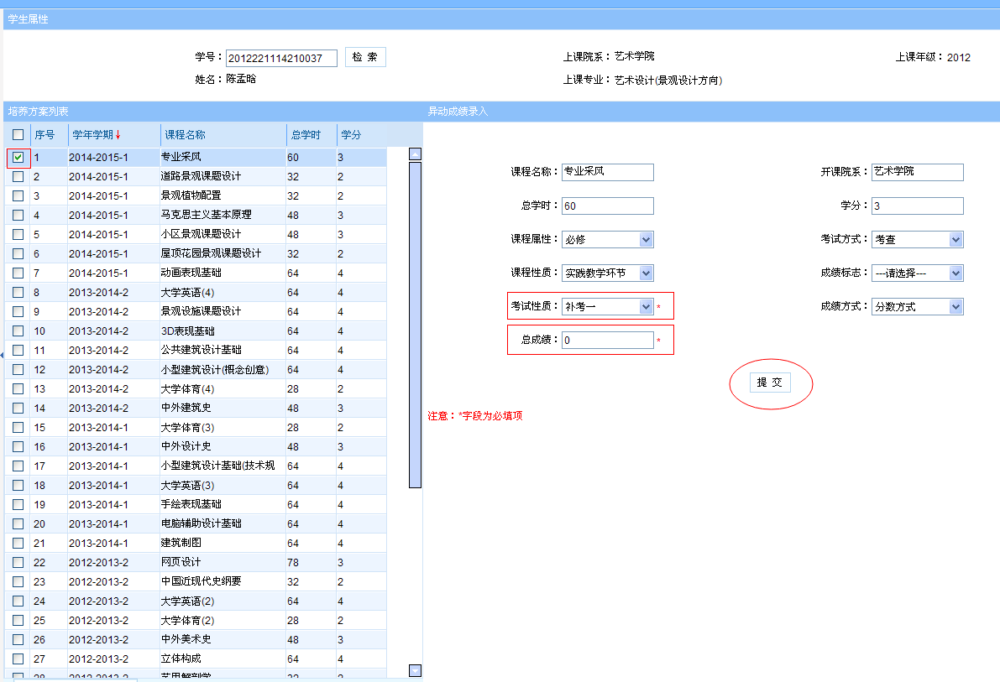 学生属性
学号： 2012221114210037 检 索 上课院系： 艺术学院 上课年级： 2012
姓名： 陈孟晗 上课专业： 艺术设计(景观设计方向)
培养方案列表
序号 学年学期↓ 课程名称 总学时 学分
1 2014-2015-1 专业采风 60 3
2 2014-2015-1 道路景观课题设计 32 2
3 2014-2015-1 景观植物配置 32 2
4 2014-2015-1 马克思主义基本原理 48 3
5 2014-2015-1 小区景观课题设计 48 3
6 2014-2015-1 屋顶花园景观课题设计 32 2
7 2014-2015-1 动画表现基础 64 4
8 2013-2014-2 大学英语(4) 64 4
9 2013-2014-2 景观设施课题设计 64 4
10 2013-2014-2 3D表现基础 64 4
11 2013-2014-2 公共建筑设计基础 64 4
12 2013-2014-2 小型建筑设计(概念创意) 64 4
13 2013-2014-2 大学体育(4) 28 2
14 2013-2014-2 中外建筑史 48 3
15 2013-2014-1 大学体育(3) 28 2
16 2013-2014-1 中外设计史 48 3
17 2013-2014-1 小型建筑设计基础(技术规 64 4
18 2013-2014-1 大学英语(3) 64 4
19 2013-2014-1 手绘表现基础 64 4
20 2013-2014-1 电脑辅助设计基础 64 4
21 2013-2014-1 建筑制图 64 4
22 2012-2013-2 网页设计 78 3
23 2012-2013-2 中国近现代史纲要 32 2
24 2012-2013-2 大学英语(2) 64 4
25 2012-2013-2 大学体育(2) 28 2
26 2012-2013-2 中外美术史 48 3
27 2012-2013-2 立体构成 64 4
28 2012-2013-2 艺用解剖学 32 2
异动成绩录入
课程名称： 专业采风 开课院系： 艺术学院
总学时： 60 学分： 3
课程属性： 必修 考试方式： 考查
课程性质： 实践教学环节 成绩标志： ---请选择---
考试性质： 补考一 * 成绩方式： 分数方式
总成绩： 0 *
提 交
注意：*字段为必填项